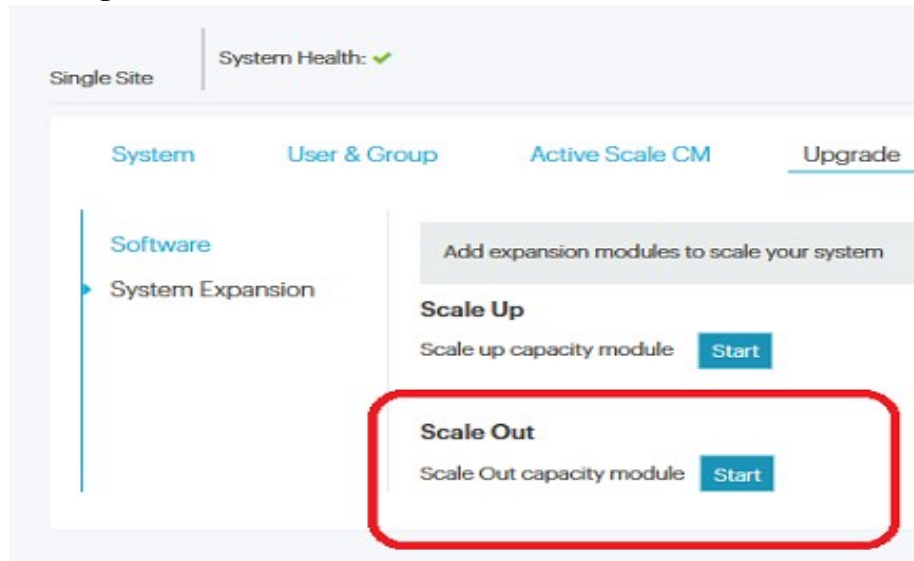 Single Site
System Health:
System User & Group Active Scale CM Upgrade
Software
System Expansion
Add expansion modules to scale your system
Scale Up
Scale up capacity module Start
Scale Out
Scale Out capacity module Start